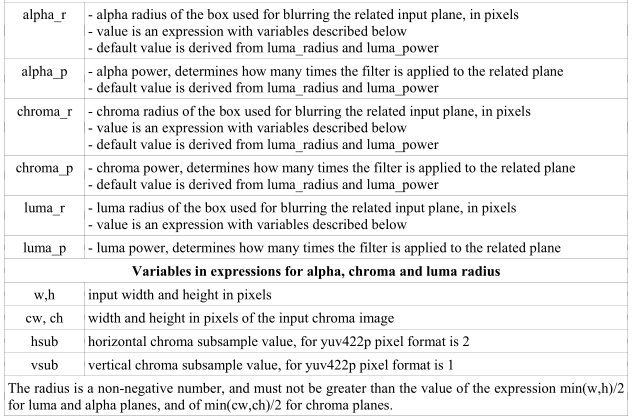 alpha_r - alpha radius of the box used for blurring the related input plane, in pixels
- value is an expression with variables described below
- default value is derived from luma_radius and luma_power
alpha_p - alpha power, determines how many times the filter is applied to the related plane
- default value is derived from luma_radius and luma_power
chroma_r - chroma radius of the box used for blurring the related input plane, in pixels
- value is an expression with variables described below
- default value is derived from luma_radius and luma_power
chroma_p - chroma power, determines how many times the filter is applied to the related plane
- default value is derived from luma_radius and luma_power
luma_r - luma radius of the box used for blurring the related input plane, in pixels
- value is an expression with variables described below
luma_p - luma power, determines how many times the filter is applied to the related plane
Variables in expressions for alpha, chroma and luma radius
w,h input width and height in pixels
cw, ch width and height in pixels of the input chroma image
hsub horizontal chroma subsample value, for yuv422p pixel format is 2
vsub vertical chroma subsample value, for yuv422p pixel format is 1
The radius is a non-negative number, and must not be greater than the value of the expression min(w,h)/2
for luma and alpha planes, and of min(cw,ch)/2 for chroma planes.